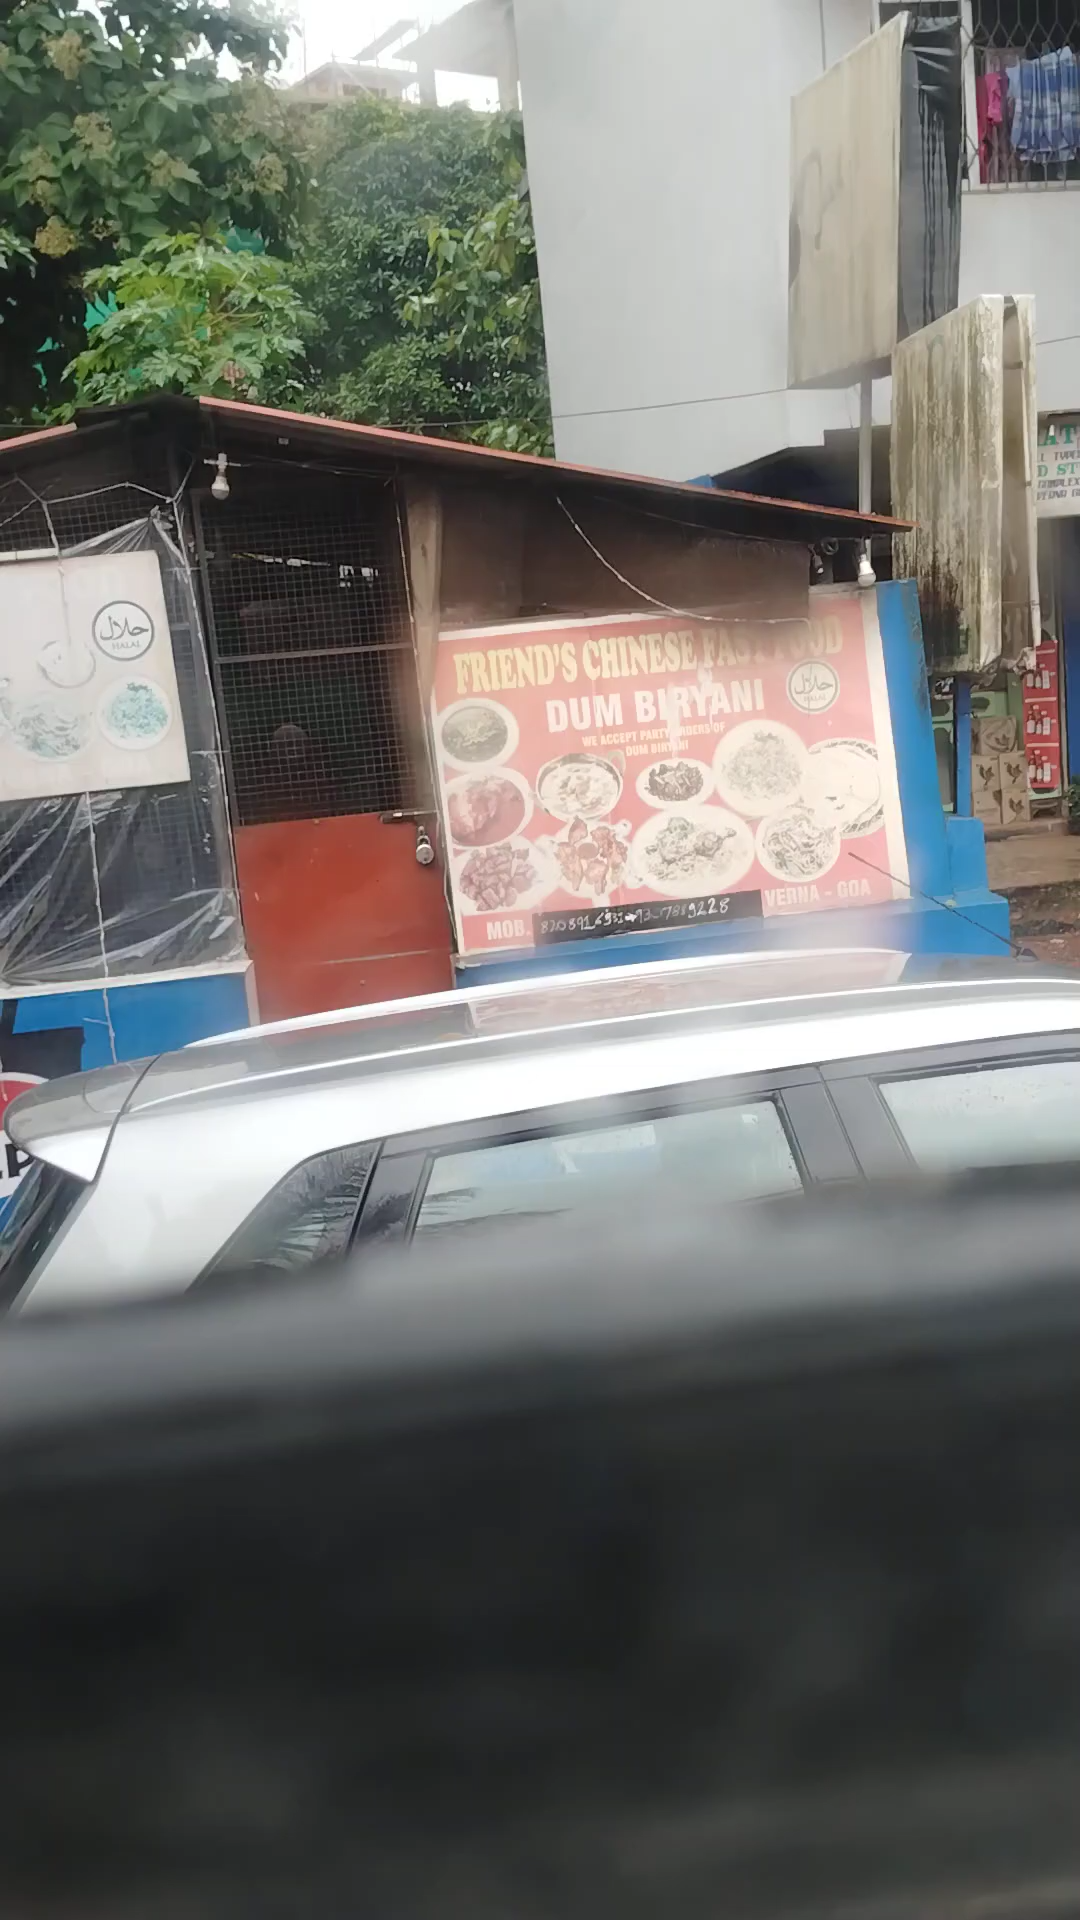 حلال
HALAL
FRIEND'S CHINESE FAST FOOD
DUM BIRYANI
حلال
HALAL
WE ACCEPT PARTY ORDERS OF
DUM BIRYANI
MOB.
VERNA - GOA